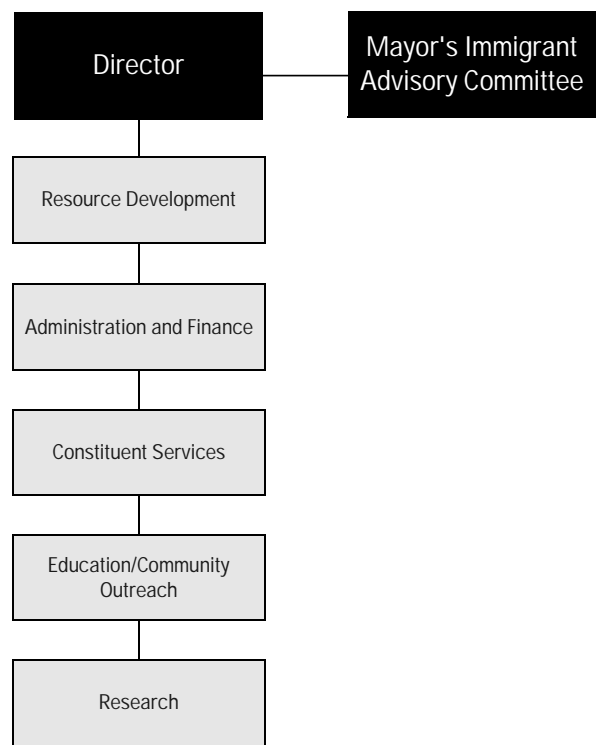 Director
Mayor's Immigrant
Advisory Committee
Resource Development
Administration and Finance
Constituent Services
Education/Community
Outreach
Research